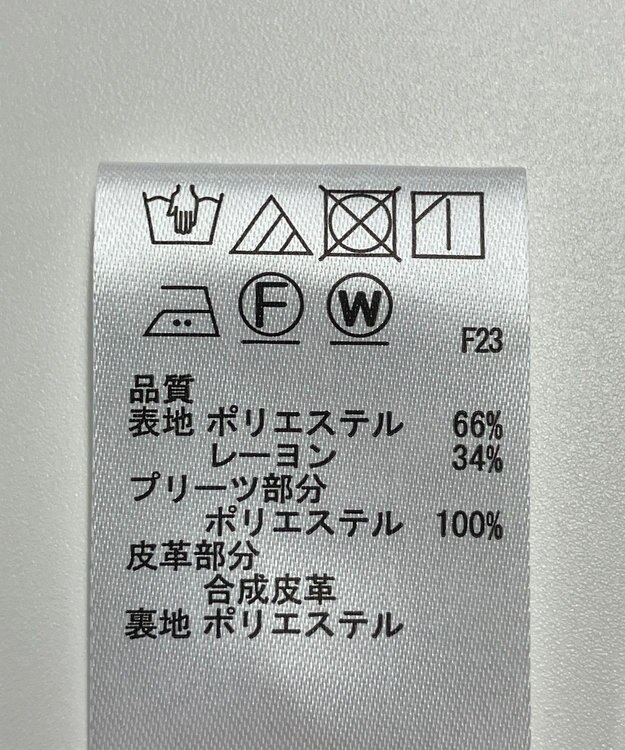 F W
F23
品質
表地 ポリエステル 66%
レーヨン 34%
プリーツ部分
ポリエステル 100%
皮革部分
合成皮革
裏地 ポリエステル